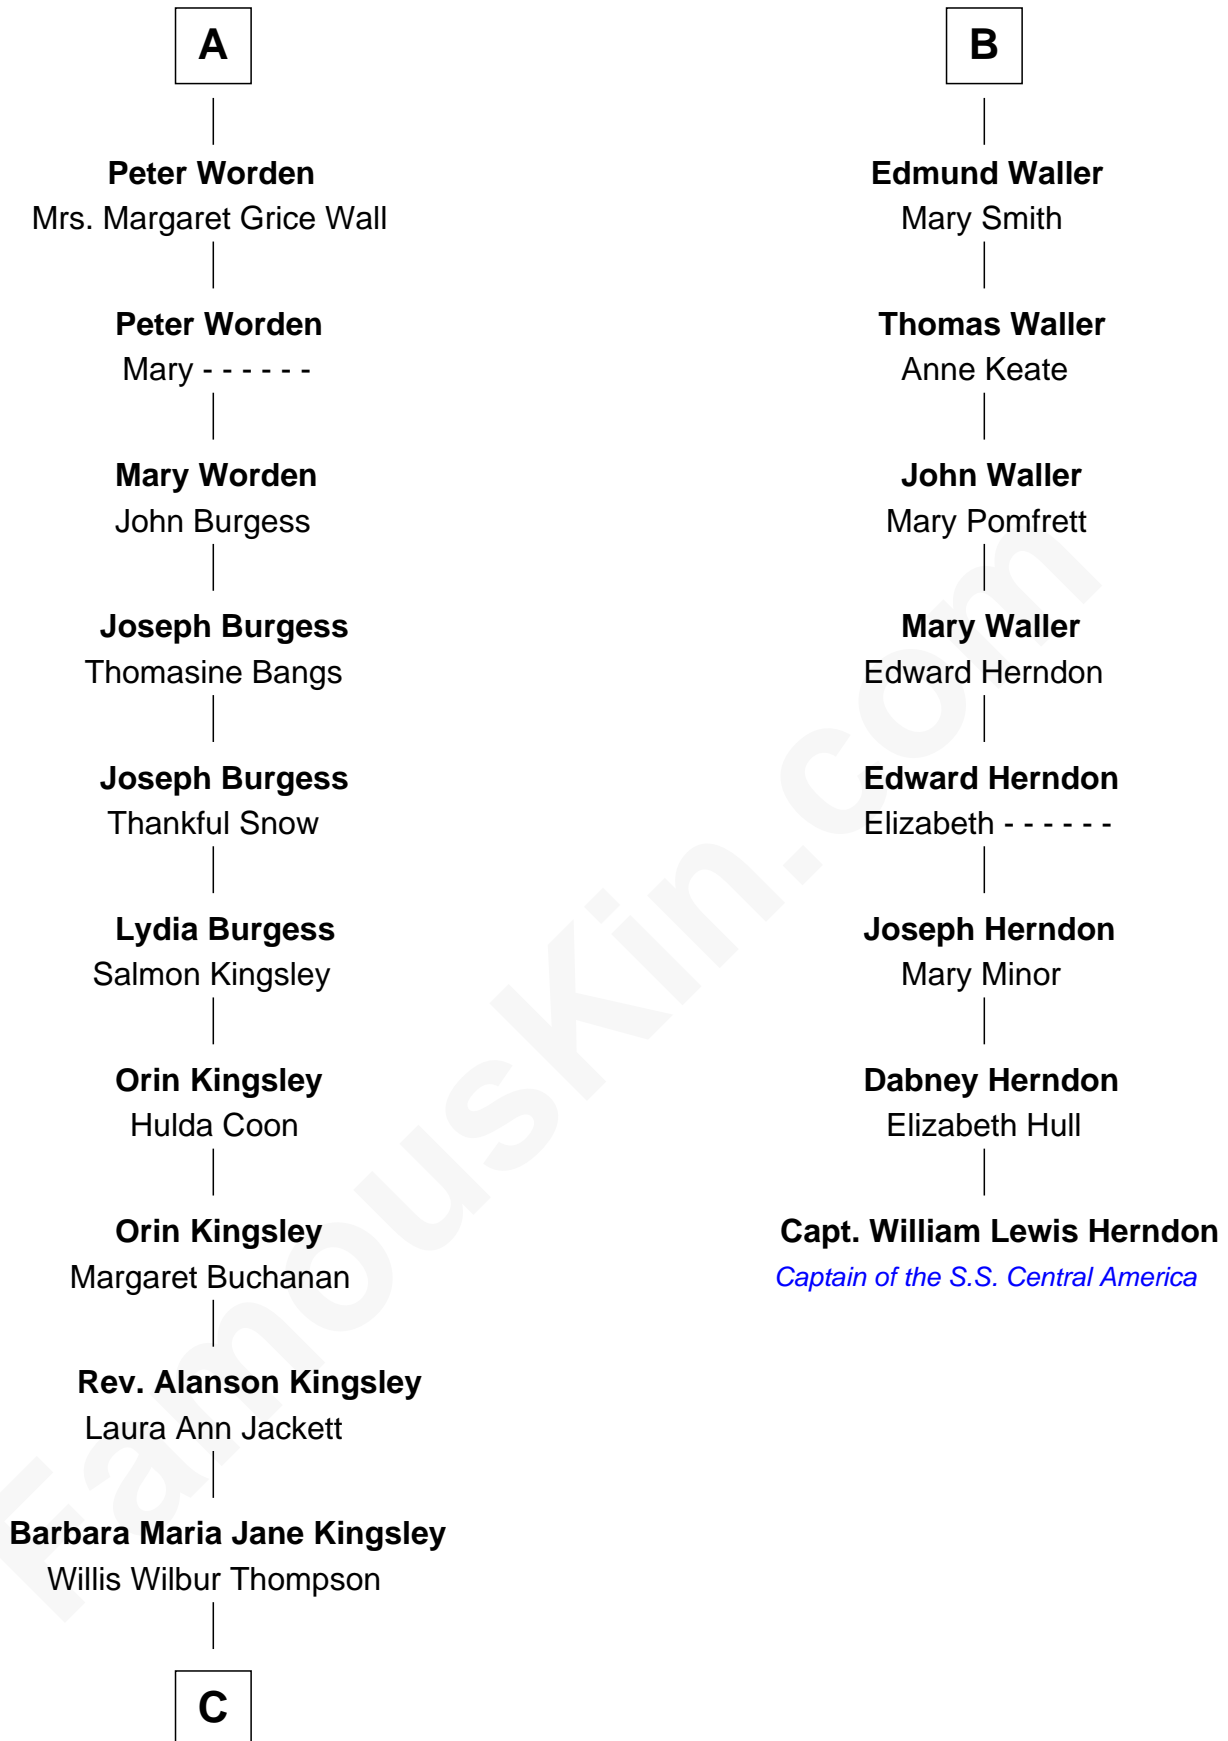 A
Peter Worden
Mrs. Margaret Grice Wall
Peter Worden
Mary - - - - - -
Mary Worden
John Burgess
Joseph Burgess
Thomasine Bangs
Joseph Burgess
Thankful Snow
Lydia Burgess
Salmon Kingsley
Orin Kingsley
Hulda Coon
Orin Kingsley
Margaret Buchanan
Rev. Alanson Kingsley
Laura Ann Jackett
Barbara Maria Jane Kingsley
Willis Wilbur Thompson
C
B
Edmund Waller
Mary Smith
Thomas Waller
Anne Keate
John Waller
Mary Pomfrett
Mary Waller
Edward Herndon
Edward Herndon
Elizabeth - - - - - -
Joseph Herndon
Mary Minor
Dabney Herndon
Elizabeth Hull
Capt. William Lewis Herndon
Captain of the S.S. Central America
FamousKin.com